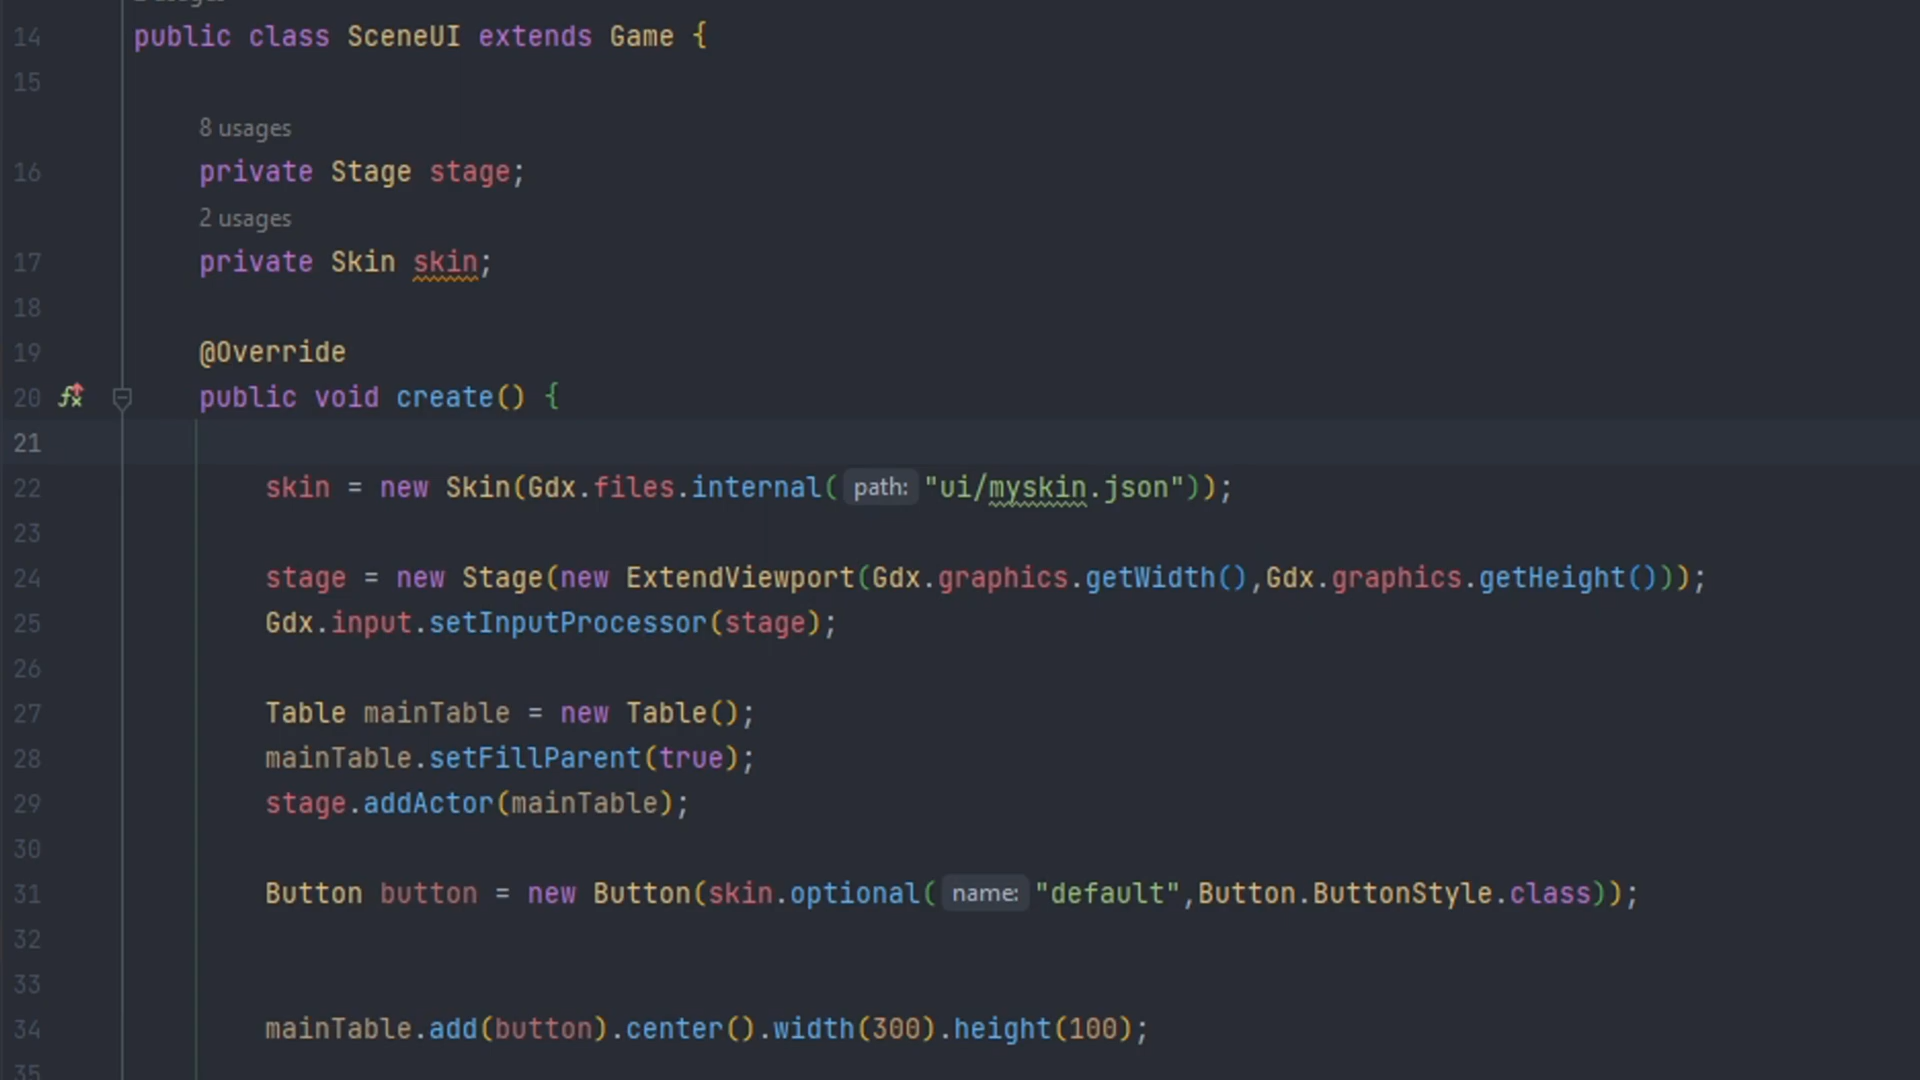 14 public class SceneUI extends Game {
15
8 usages
16 private Stage stage;
2 usages
17 private Skin skin;
18
19 @Override
20 public void create() {
21
22 skin = new Skin(Gdx.files.internal( path: "ui/myskin.json"));
23
24 stage = new Stage(new ExtendViewport(Gdx.graphics.getWidth(),Gdx.graphics.getHeight()));
25 Gdx.input.setInputProcessor(stage);
26
27 Table mainTable = new Table();
28 mainTable.setFillParent(true);
29 stage.addActor(mainTable);
30
31 Button button = new Button(skin.optional( name: "default",Button.ButtonStyle.class));
32
33
34 mainTable.add(button).center().width(300).height(100);
35